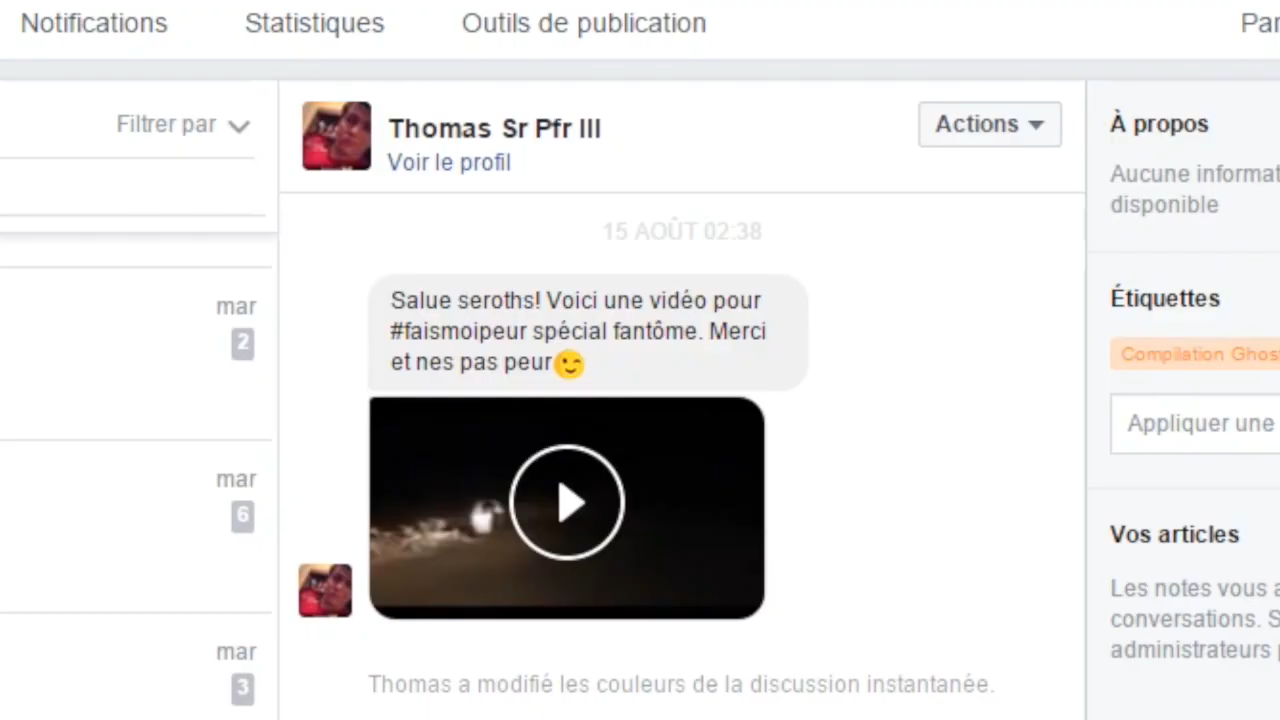 Notifications
Statistiques
Outils de publication
Filtrer par
mar
2
mar
6
mar
3
Thomas Sr Pfr III
Voir le profil
Actions
15 AOÛT 02:38
Salue seroths! Voici une vidéo pour
#faismoipeur spécial fantôme. Merci
et nes pas peur😉
Thomas a modifié les couleurs de la discussion instantanée.
À propos
Aucune
disponible
Étiquettes
Compilation
Appliquer une
Vos articles
Les notes vous
conversations.
administrateurs